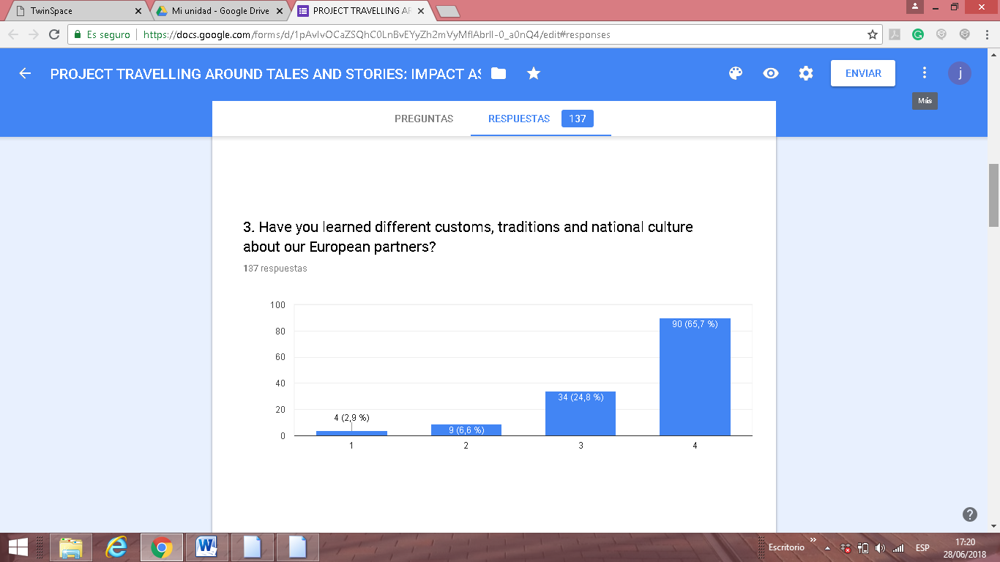 TwinSpace
Mi unidad - Google Drive
PROJECT TRAVELLING AF
Es seguro
https://docs.google.com/forms/d/1pAvlvOCaZSQhC0LnBvEYyZh2mVyMflAbrlI-0_a0nQ4/edit#responses
PROJECT TRAVELLING AROUND TALES AND STORIES: IMPACT AS
ENVIAR
j
Más
PREGUNTAS
RESPUESTAS
137
3. Have you learned different customs, traditions and national culture
about our European partners?
137 respuestas
100
80
60
40
20
0
4 (2,9 %)
9 (6,6 %)
34 (24,8 %)
90 (65,7 %)
1
2
3
4
Escritorio
ESP
17:20
28/06/2018